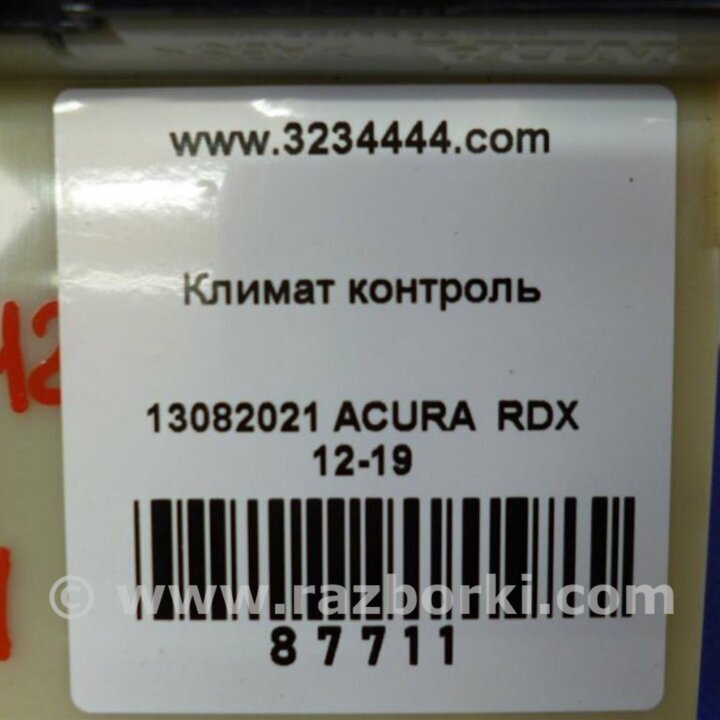 www.3234444.com
Климат контроль
13082021 ACURA RDX
12-19
© www.razborki.com
87711